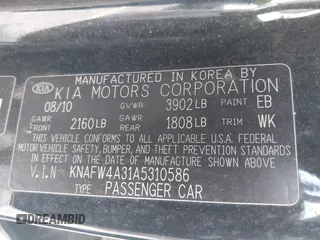 MANUFACTURED IN KOREA BY
KIA KIA MOTORS CORPORATION
08/10 GVWR 3902LB PAINT EB
GAWR FRONT 2160LB GAWR REAR 1808LB TRIM WK
THIS VEHICLE CONFORMS TO ALL APPLICABLE U.S.A. FEDERAL
MOTOR VEHICLE SAFETY, BUMPER, AND THEFT PREVENTION
STANDARDS IN EFFECT ON THE DATE OF MANUFACTURE SHOWN ABOVE.
V.I.N KNAFW4A31A5310586
TYPE PASSENGER CAR
DREAMBID